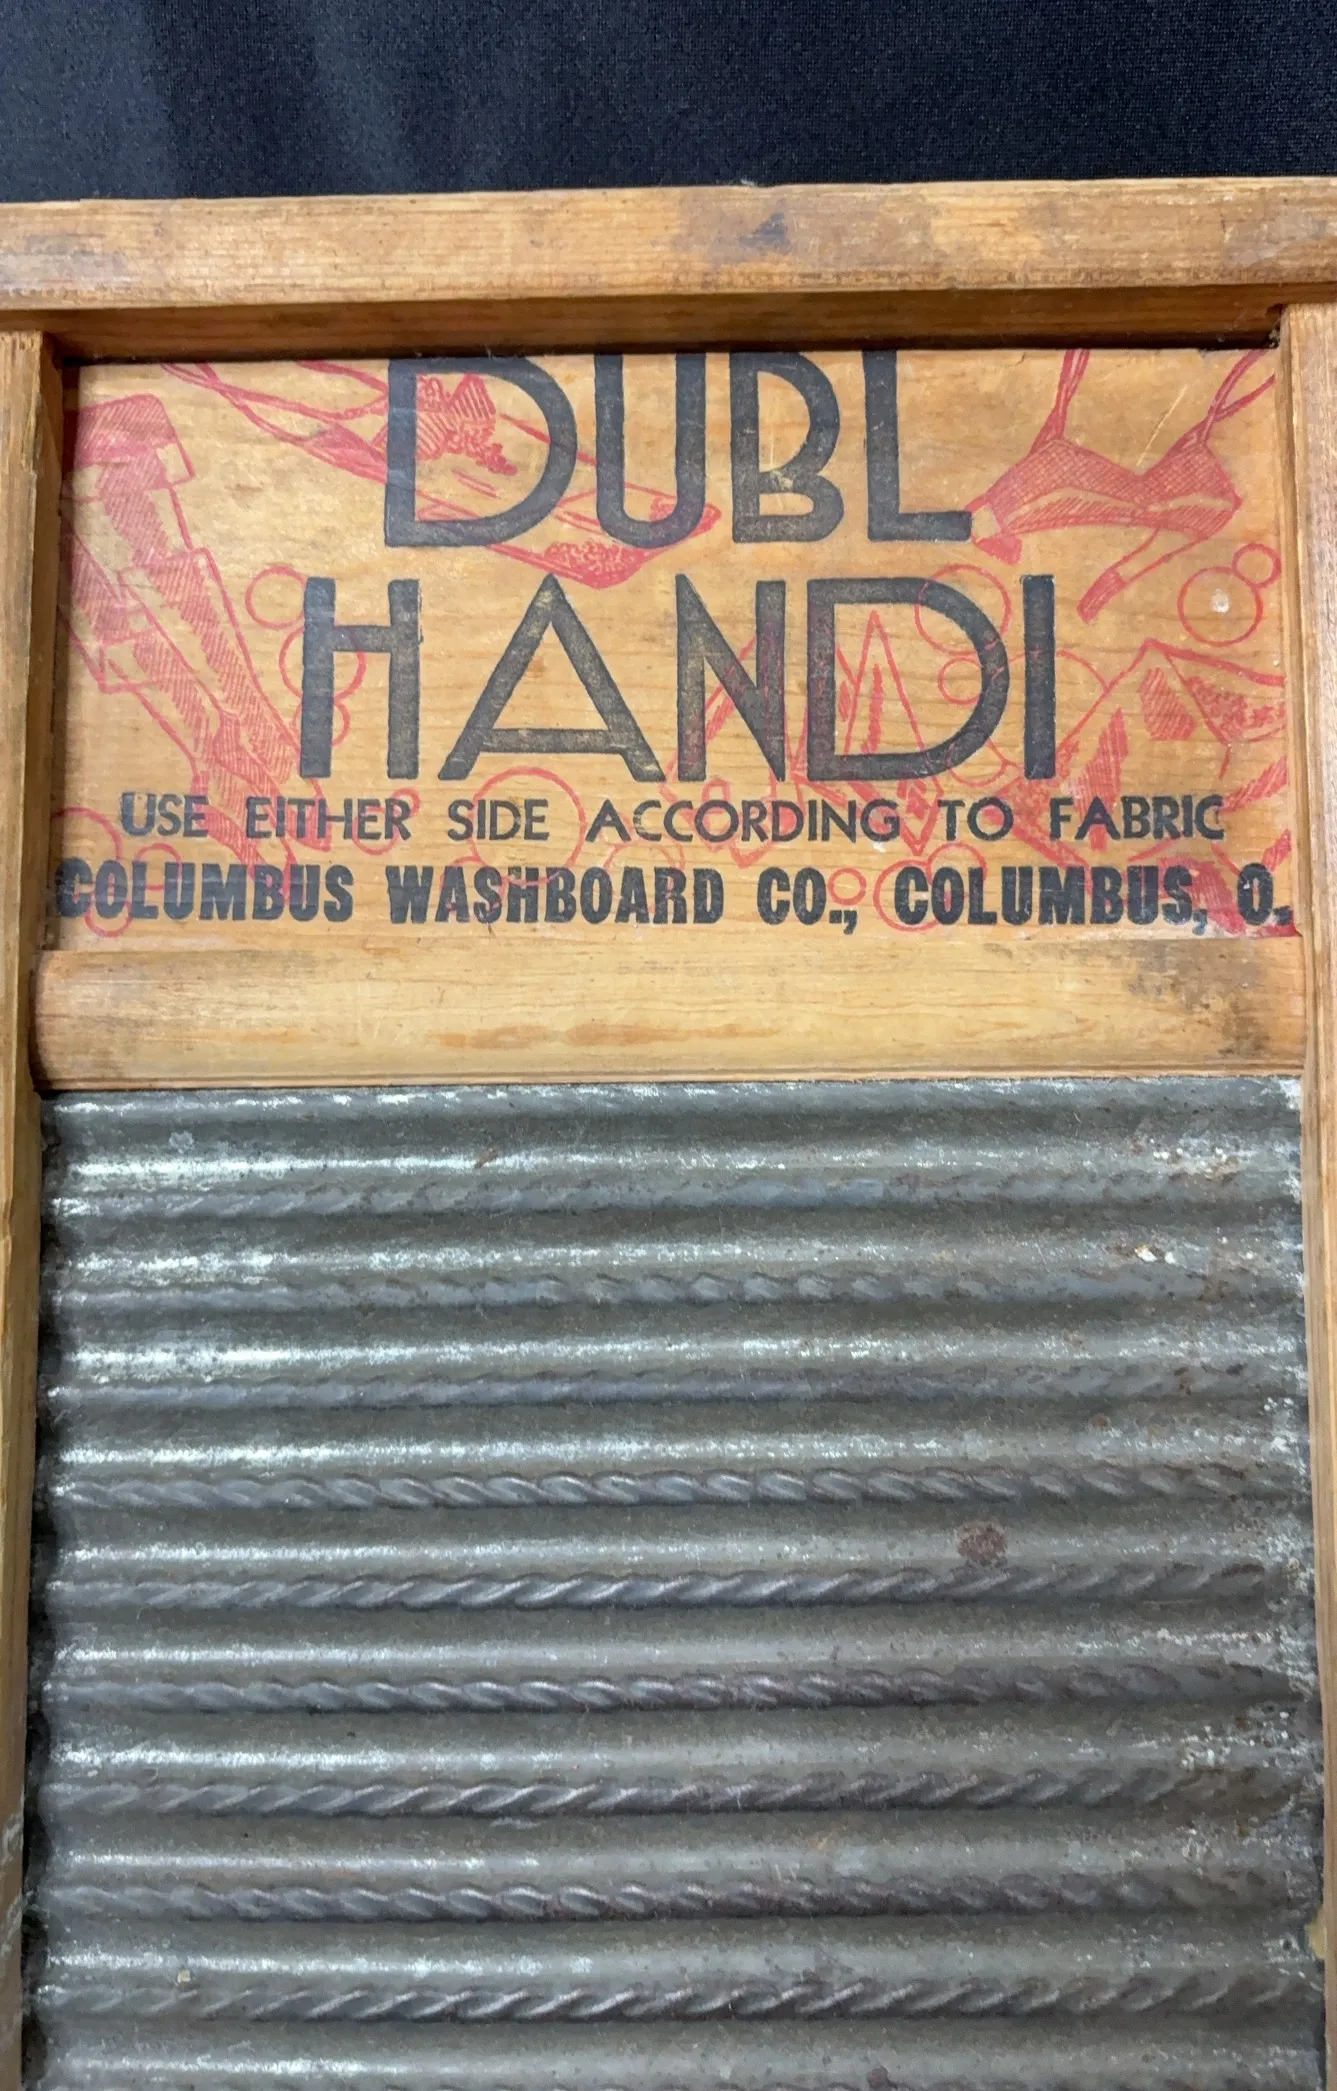 DUBL
HANDI
USE EITHER SIDE ACCORDING TO FABRIC
COLUMBUS WASHBOARD CO., COLUMBUS, O.